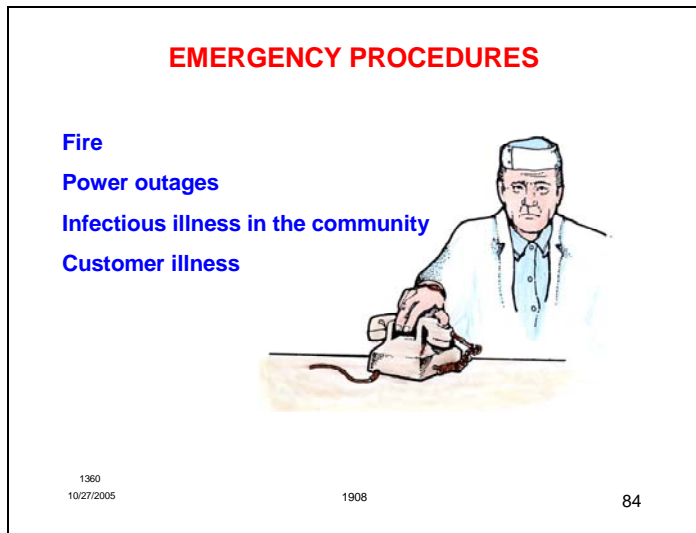 EMERGENCY PROCEDURES
Fire
Power outages
Infectious illness in the community
Customer illness
1360
10/27/2005
1908
84